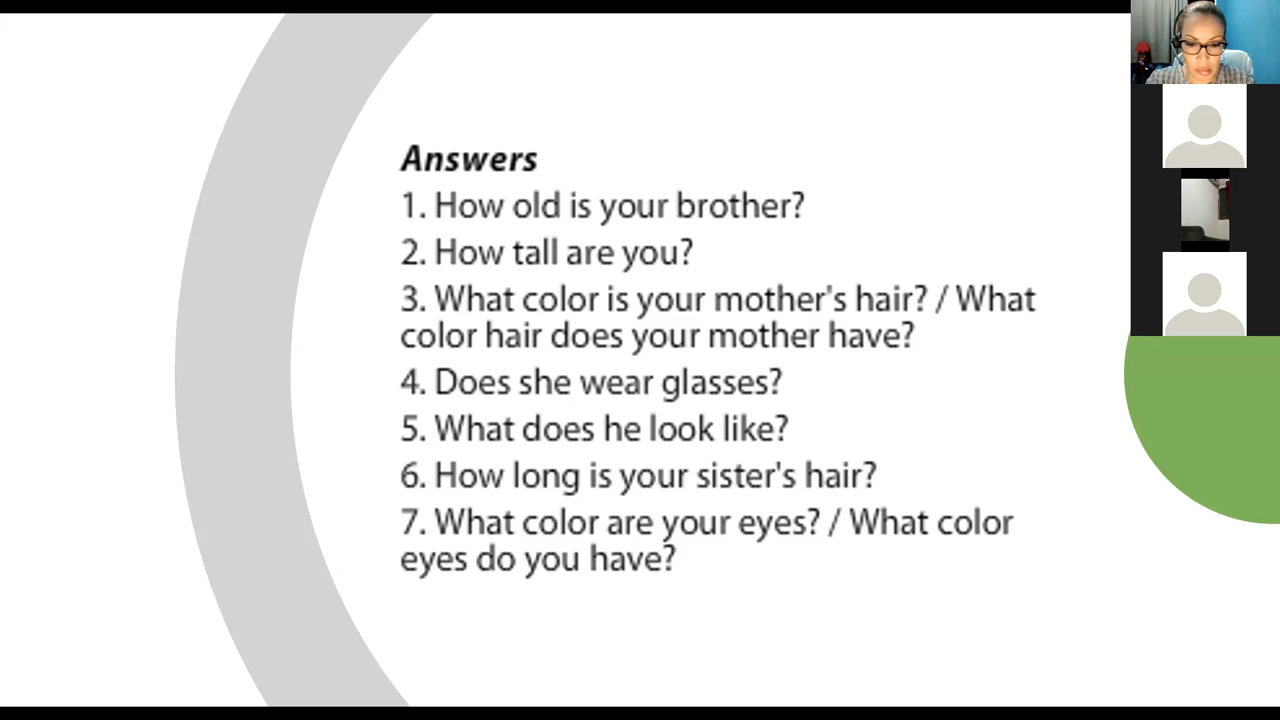 Answers
1. How old is your brother?
2. How tall are you?
3. What color is your mother's hair? / What
color hair does your mother have?
4. Does she wear glasses?
5. What does he look like?
6. How long is your sister's hair?
7. What color are your eyes? / What color
eyes do you have?